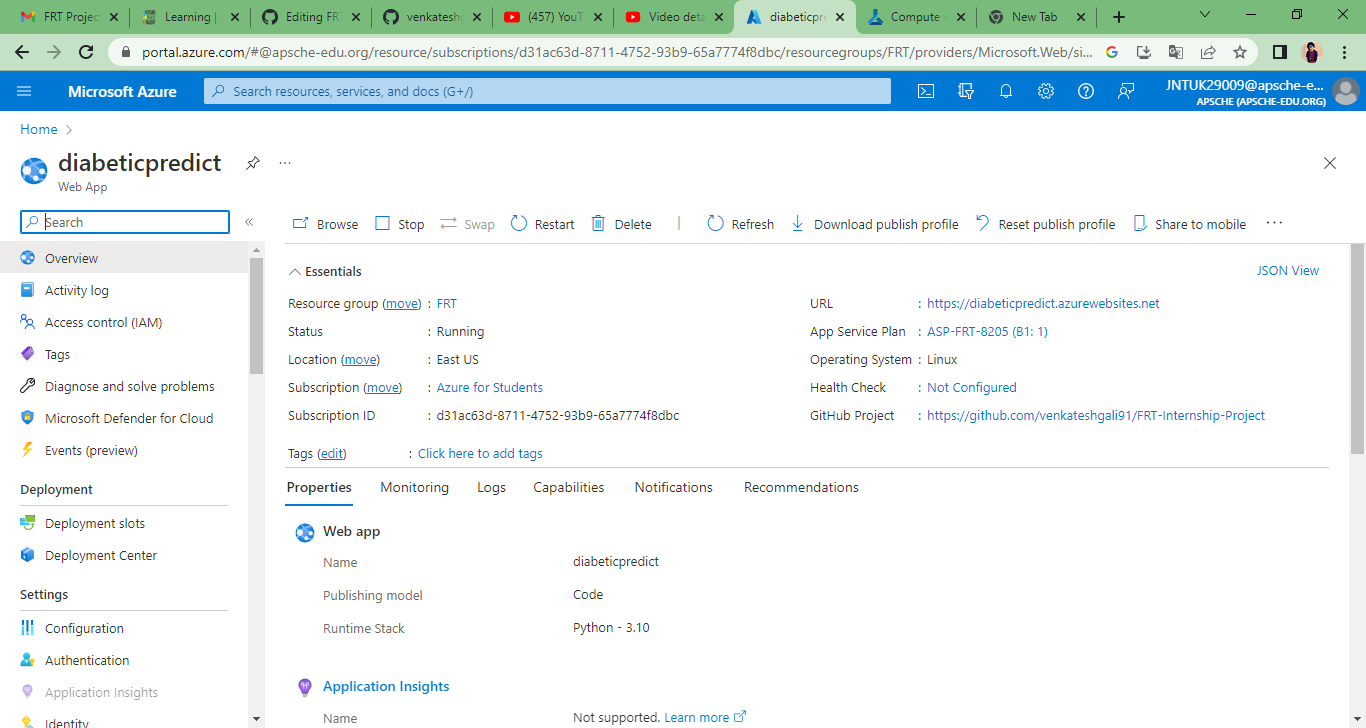 FRT Projec
Learning |
Editing FR
venkateshg
(457) YouT
Video deta
diabeticpre
Compute -
New Tab
portal.azure.com/#@apsche-edu.org/resource/subscriptions/d31ac63d-8711-4752-93b9-65a7774f8dbc/resourcegroups/FRT/providers/Microsoft.Web/si...
Microsoft Azure
Search resources, services, and docs (G+/)
JNTUK29009@apsche-e...
APSCHE (APSCHE-EDU.ORG)
Home
diabeticpredict
Web App
Search
Browse Stop Swap Restart Delete Refresh Download publish profile Reset publish profile Share to mobile
Overview
Activity log
Access control (IAM)
Tags
Diagnose and solve problems
Microsoft Defender for Cloud
Events (preview)
Deployment
Deployment slots
Deployment Center
Settings
Configuration
Authentication
Application Insights
Identity
Essentials
JSON View
Resource group (move) : FRT
Status : Running
Location (move) : East US
Subscription (move) : Azure for Students
Subscription ID : d31ac63d-8711-4752-93b9-65a7774f8dbc
URL : https://diabeticpredict.azurewebsites.net
App Service Plan : ASP-FRT-8205 (B1: 1)
Operating System : Linux
Health Check : Not Configured
GitHub Project : https://github.com/venkateshgali91/FRT-Internship-Project
Tags (edit) : Click here to add tags
Properties Monitoring Logs Capabilities Notifications Recommendations
Web app
Name diabeticpredict
Publishing model Code
Runtime Stack Python - 3.10
Application Insights
Name Not supported. Learn more